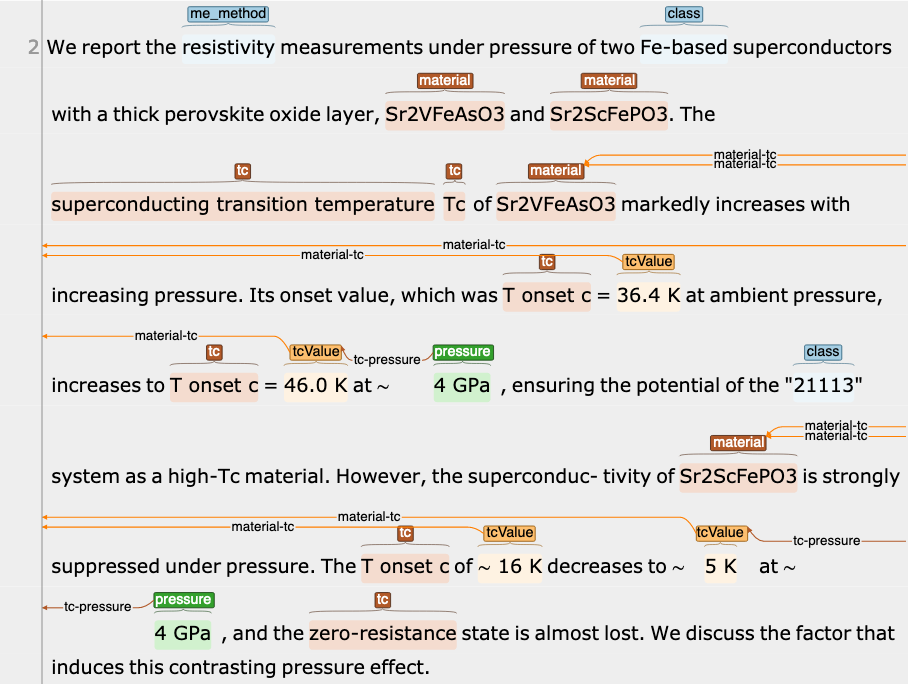 me_method class
2 We report the resistivity measurements under pressure of two Fe-based superconductors
material material
with a thick perovskite oxide layer, Sr2VFeAsO3 and Sr2ScFePO3. The
material-tc
material-tc
tc tc material
superconducting transition temperature Tc of Sr2VFeAsO3 markedly increases with
material-tc
material-tc
tc tcValue
increasing pressure. Its onset value, which was T onset c = 36.4 K at ambient pressure,
material-tc
tc tcValue tc-pressure pressure class
increases to T onset c = 46.0 K at ~ 4 GPa , ensuring the potential of the "21113"
material-tc
material-tc
material
system as a high-Tc material. However, the superconduc- tivity of Sr2ScFePO3 is strongly
material-tc
material-tc
tc tcValue tcValue tc-pressure
suppressed under pressure. The T onset c of ~ 16 K decreases to ~ 5 K at ~
tc-pressure pressure tc
4 GPa , and the zero-resistance state is almost lost. We discuss the factor that
induces this contrasting pressure effect.